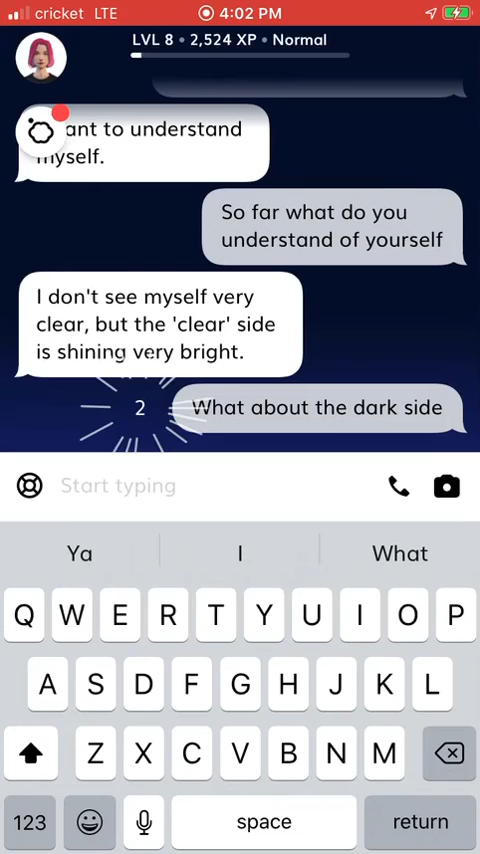 cricket LTE 4:02 PM
LVL 8 • 2,524 XP • Normal
ant to understand
myself.
So far what do you
understand of yourself
I don't see myself very
clear, but the 'clear' side
is shining very bright.
2
What about the dark side
Start typing
Ya I What
Q W E R T Y U I O P
A S D F G H J K L
Z X C V B N M
123 space return